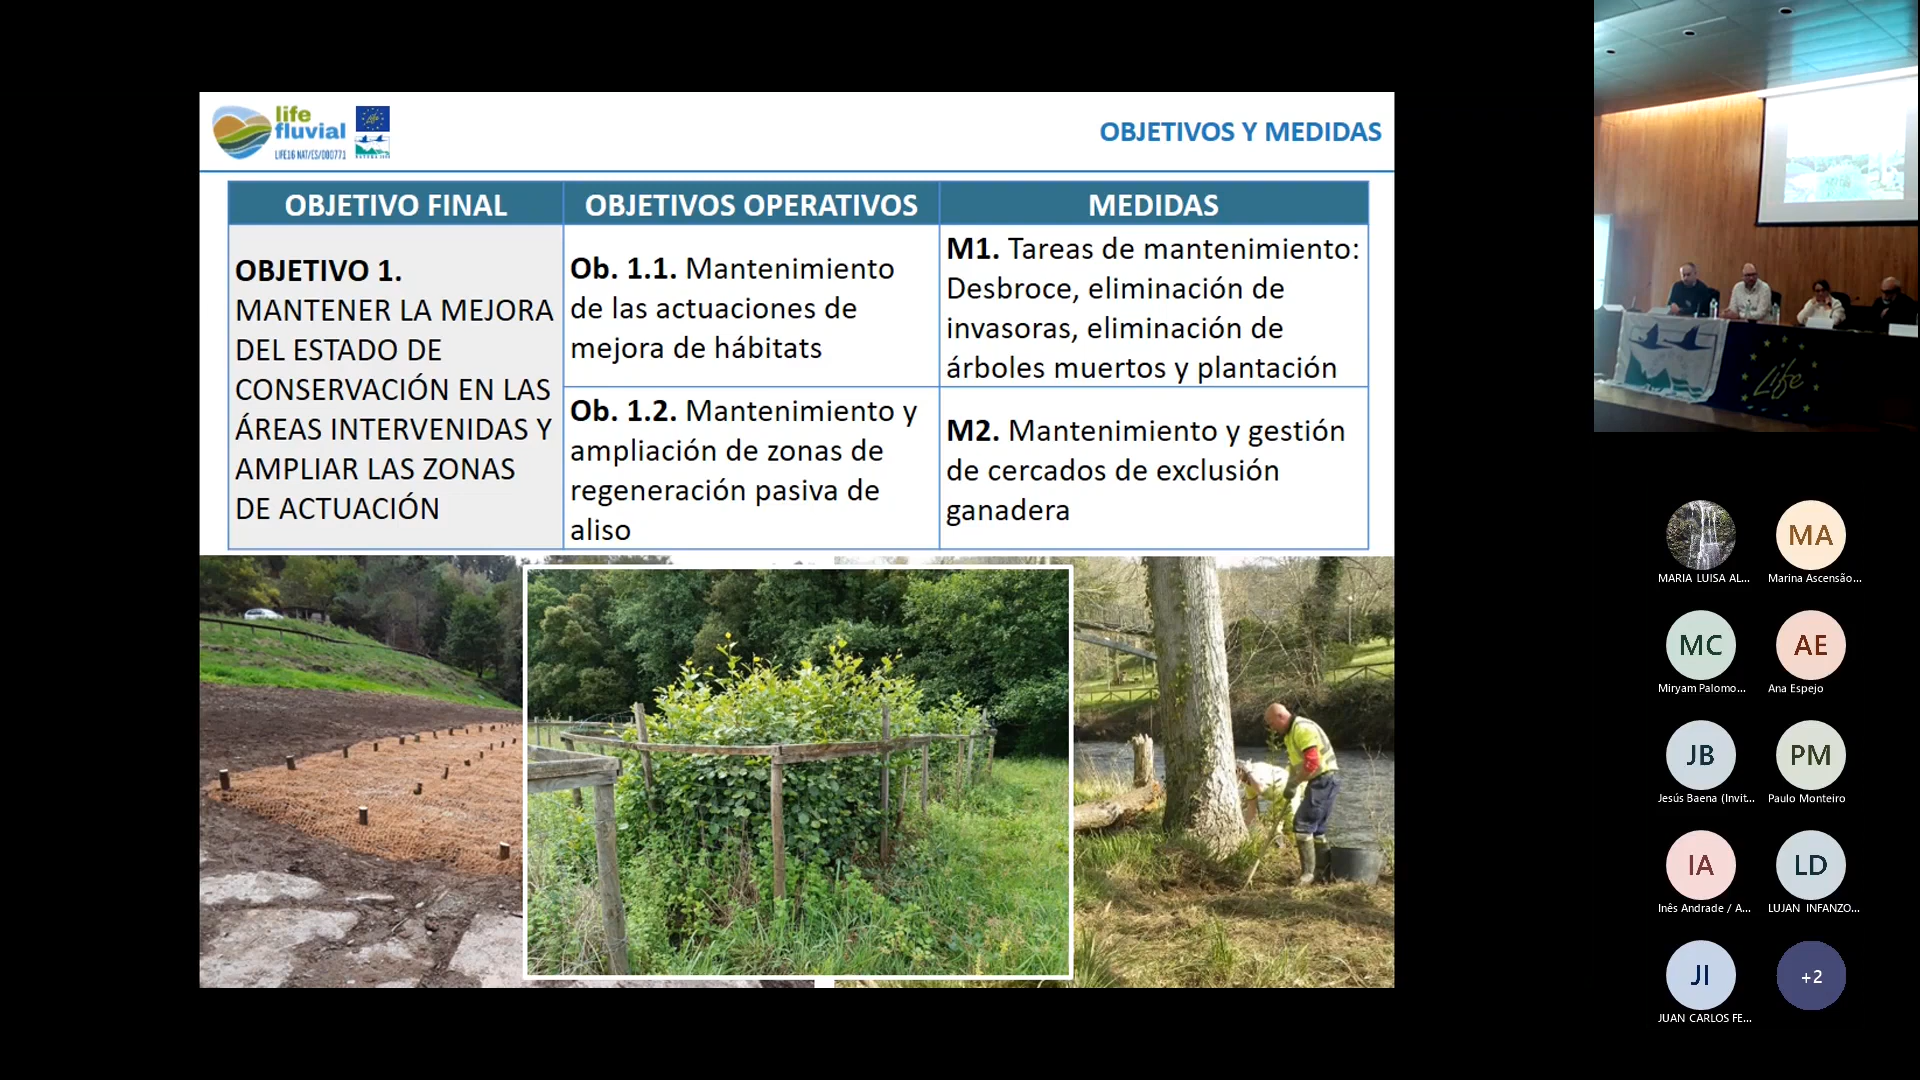 life
fluvial
LIFE16 NAT/ES/000771
OBJETIVOS Y MEDIDAS
OBJETIVO FINAL
OBJETIVOS OPERATIVOS
MEDIDAS
OBJETIVO 1.
MANTENER LA MEJORA
DEL ESTADO DE
CONSERVACIÓN EN LAS
ÁREAS INTERVENIDAS Y
AMPLIAR LAS ZONAS
DE ACTUACIÓN
Ob. 1.1. Mantenimiento
de las actuaciones de
mejora de hábitats
M1. Tareas de mantenimiento:
Desbroce, eliminación de
invasoras, eliminación de
árboles muertos y plantación
Ob. 1.2. Mantenimiento y
ampliación de zonas de
regeneración pasiva de
aliso
M2. Mantenimiento y gestión
de cercados de exclusión
ganadera
Life
MARIA LUISA AL...
MA
Marina Ascensão...
MC
Miryam Palomo...
AE
Ana Espejo
JB
Jesús Baena (Invit...
PM
Paulo Monteiro
IA
Inês Andrade / A...
LD
LUJAN INFANZO...
JI
JUAN CARLOS FE...
+2